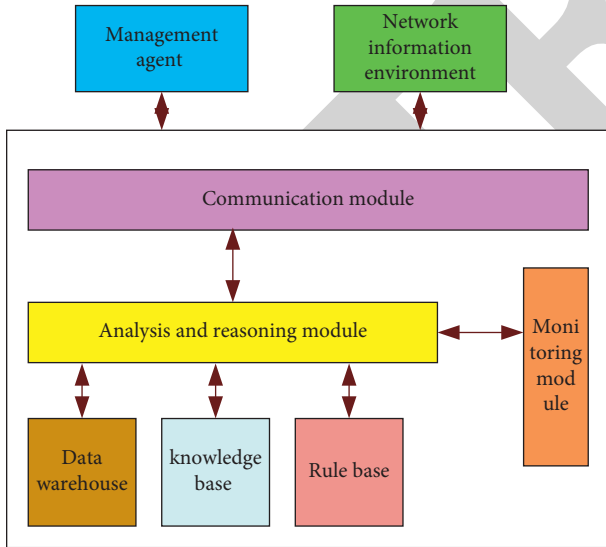 Management
agent
Network
information
environment
Communication module
Analysis and reasoning module
Moni
toring
mod
ule
Data
warehouse
knowledge
base
Rule base